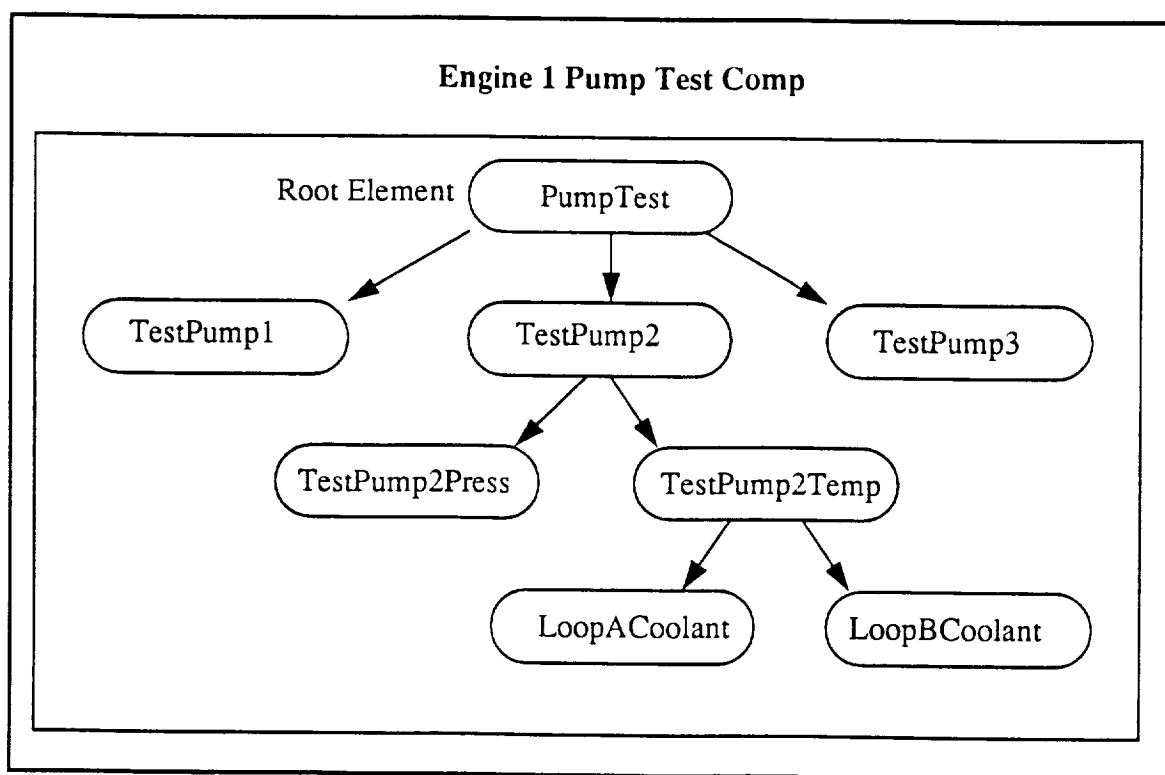 Engine 1 Pump Test Comp
Root Element
PumpTest
TestPump1
TestPump2
TestPump3
TestPump2Press
TestPump2Temp
LoopACoolant
LoopBCoolant